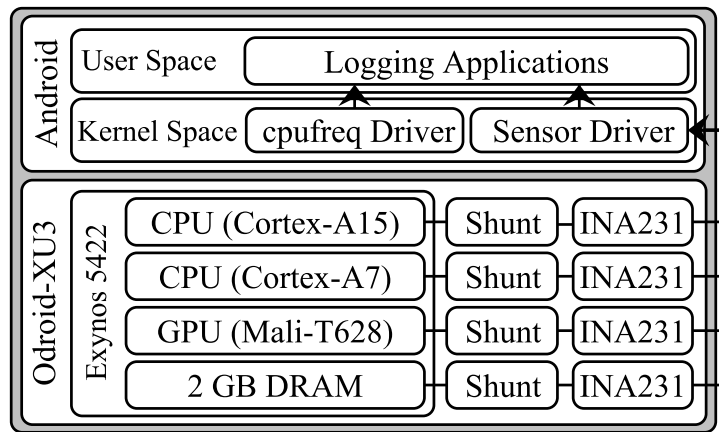 Android
User Space
Logging Applications
Kernel Space
cpufreq Driver
Sensor Driver
Odroid-XU3
Exynos 5422
CPU (Cortex-A15)
Shunt
INA231
CPU (Cortex-A7)
Shunt
INA231
GPU (Mali-T628)
Shunt
INA231
2 GB DRAM
Shunt
INA231